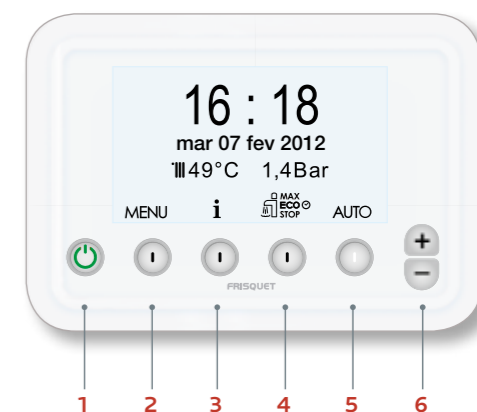 16 : 18
mar 07 fev 2012
49°C 1,4Bar
MENU i MAX ECO STOP AUTO
+
−
FRISQUET
1 2 3 4 5 6